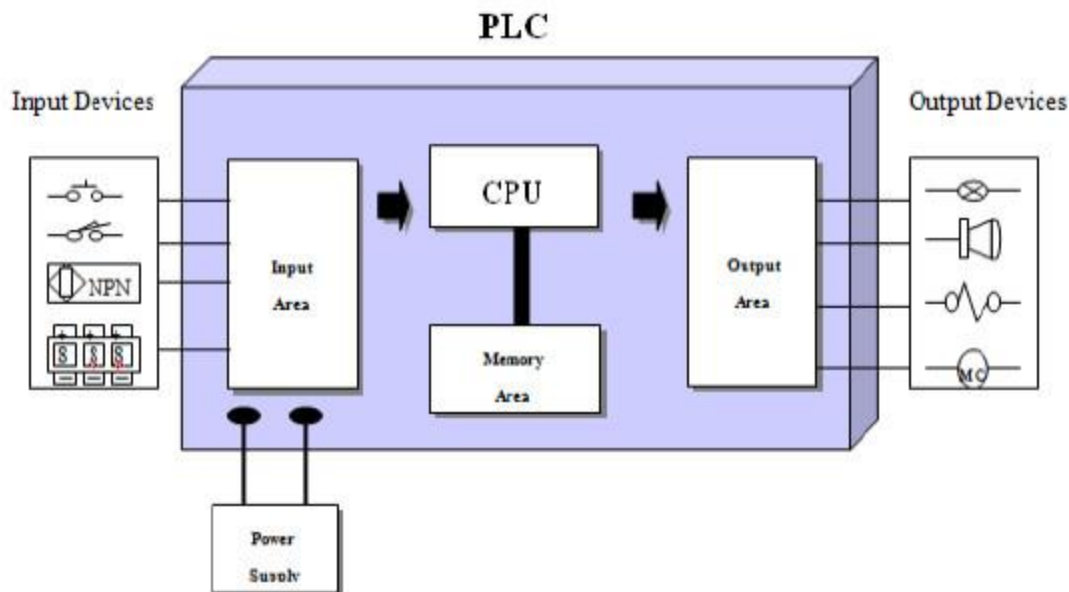 PLC
Input Devices
Output Devices
CPU
NPN
Input
Area
Output
Area
Memory
Area
MC
Power
Supply